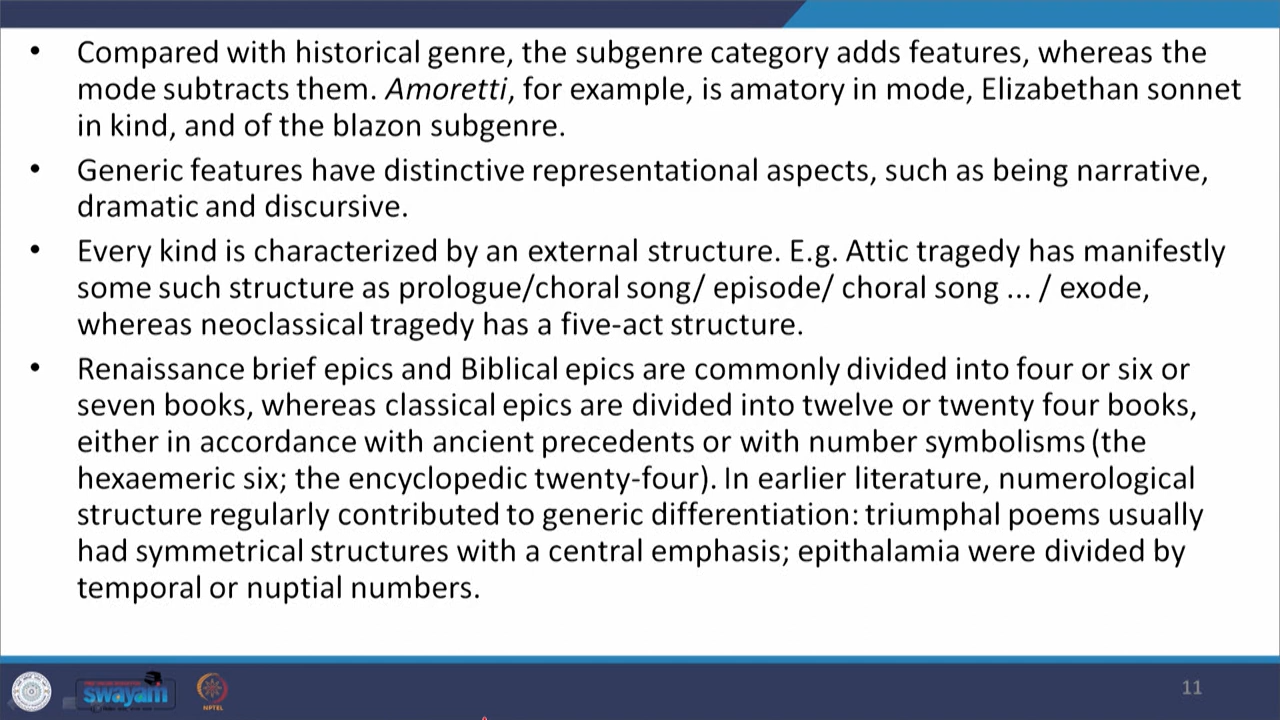 • Compared with historical genre, the subgenre category adds features, whereas the
mode subtracts them. Amoretti, for example, is amatory in mode, Elizabethan sonnet
in kind, and of the blazon subgenre.
• Generic features have distinctive representational aspects, such as being narrative,
dramatic and discursive.
• Every kind is characterized by an external structure. E.g. Attic tragedy has manifestly
some such structure as prologue/choral song/ episode/ choral song ... / exode,
whereas neoclassical tragedy has a five-act structure.
• Renaissance brief epics and Biblical epics are commonly divided into four or six or
seven books, whereas classical epics are divided into twelve or twenty four books,
either in accordance with ancient precedents or with number symbolisms (the
hexaemeric six; the encyclopedic twenty-four). In earlier literature, numerological
structure regularly contributed to generic differentiation: triumphal poems usually
had symmetrical structures with a central emphasis; epithalamia were divided by
temporal or nuptial numbers.
swayam
NPTEL
11